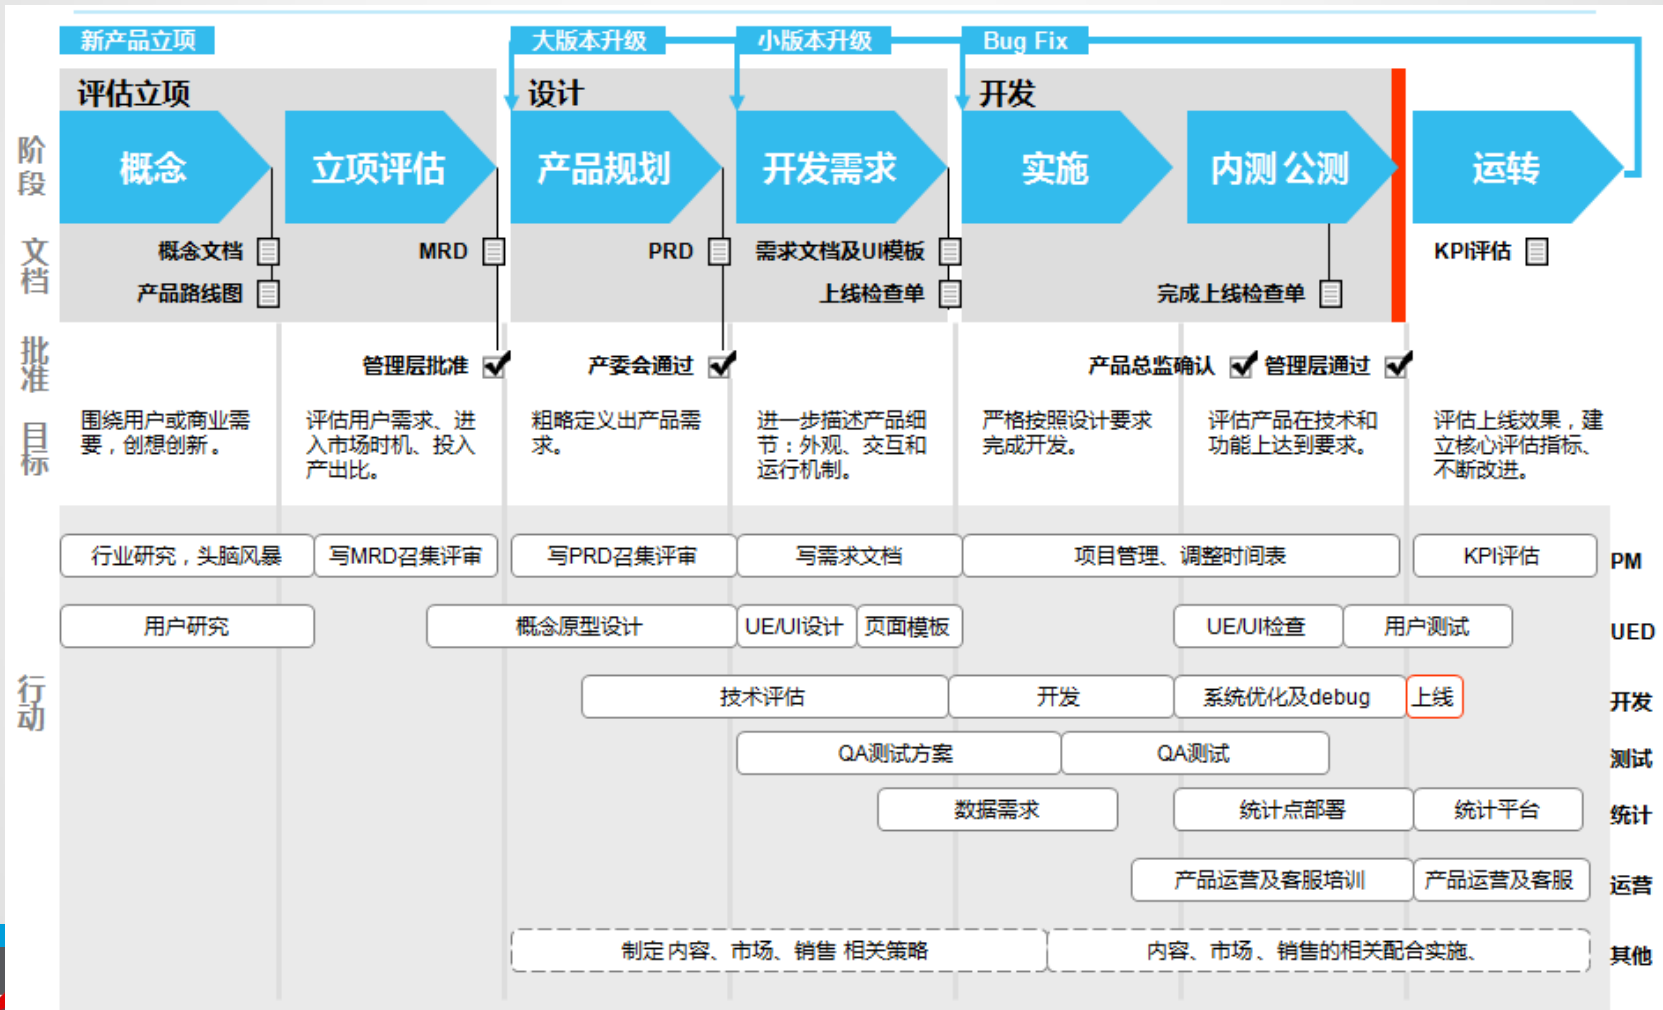 新产品立项
大版本升级
小版本升级
Bug Fix
评估立项
设计
开发
阶段
概念
立项评估
产品规划
开发需求
实施
内测 公测
运转
文档
概念文档
MRD
PRD
需求文档及UI模板
KPI评估
产品路线图
上线检查单
完成上线检查单
批准
管理层批准
产委会通过
产品总监确认
管理层通过
目标
围绕用户或商业需
要，创想创新。
评估用户需求、进
入市场时机、投入
产出比。
粗略定义出产品需
求。
进一步描述产品细
节：外观、交互和
运行机制。
严格按照设计要求
完成开发。
评估产品在技术和
功能上达到要求。
评估上线效果，建
立核心评估指标、
不断改进。
行动
行业研究，头脑风暴
写MRD召集评审
写PRD召集评审
写需求文档
项目管理、调整时间表
KPI评估
PM
用户研究
概念原型设计
UE/UI设计
页面模板
UE/UI检查
用户测试
UED
技术评估
开发
系统优化及debug
上线
开发
QA测试方案
QA测试
测试
数据需求
统计点部署
统计平台
统计
产品运营及客服培训
产品运营及客服
运营
制定 内容、市场、销售 相关策略
内容、市场、销售的相关配合实施、
其他